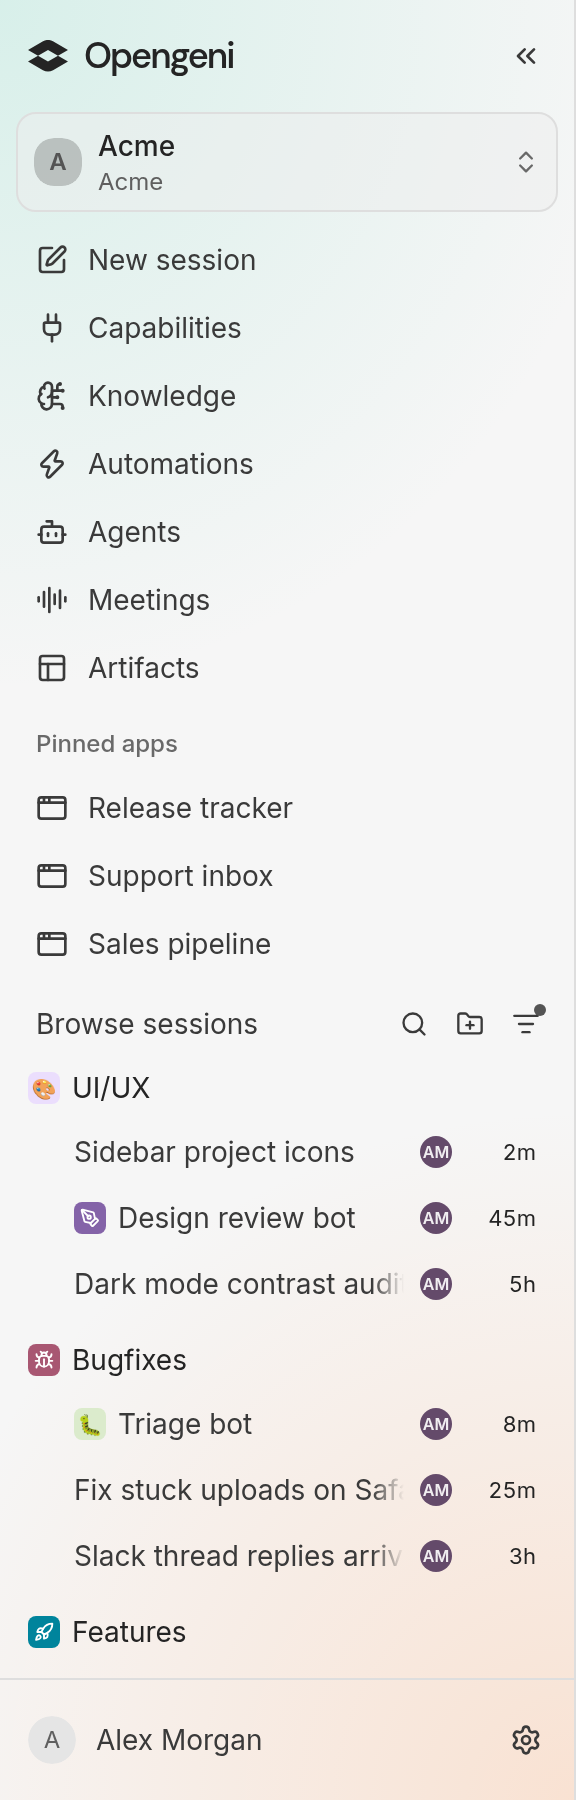 Opengeni
A
Acme
Acme
New session
Capabilities
Knowledge
Automations
Agents
Meetings
Artifacts
Pinned apps
Release tracker
Support inbox
Sales pipeline
Browse sessions
UI/UX
Sidebar project icons AM 2m
Design review bot AM 45m
Dark mode contrast audit AM 5h
Bugfixes
Triage bot AM 8m
Fix stuck uploads on Safa AM 25m
Slack thread replies arriv AM 3h
Features
A Alex Morgan